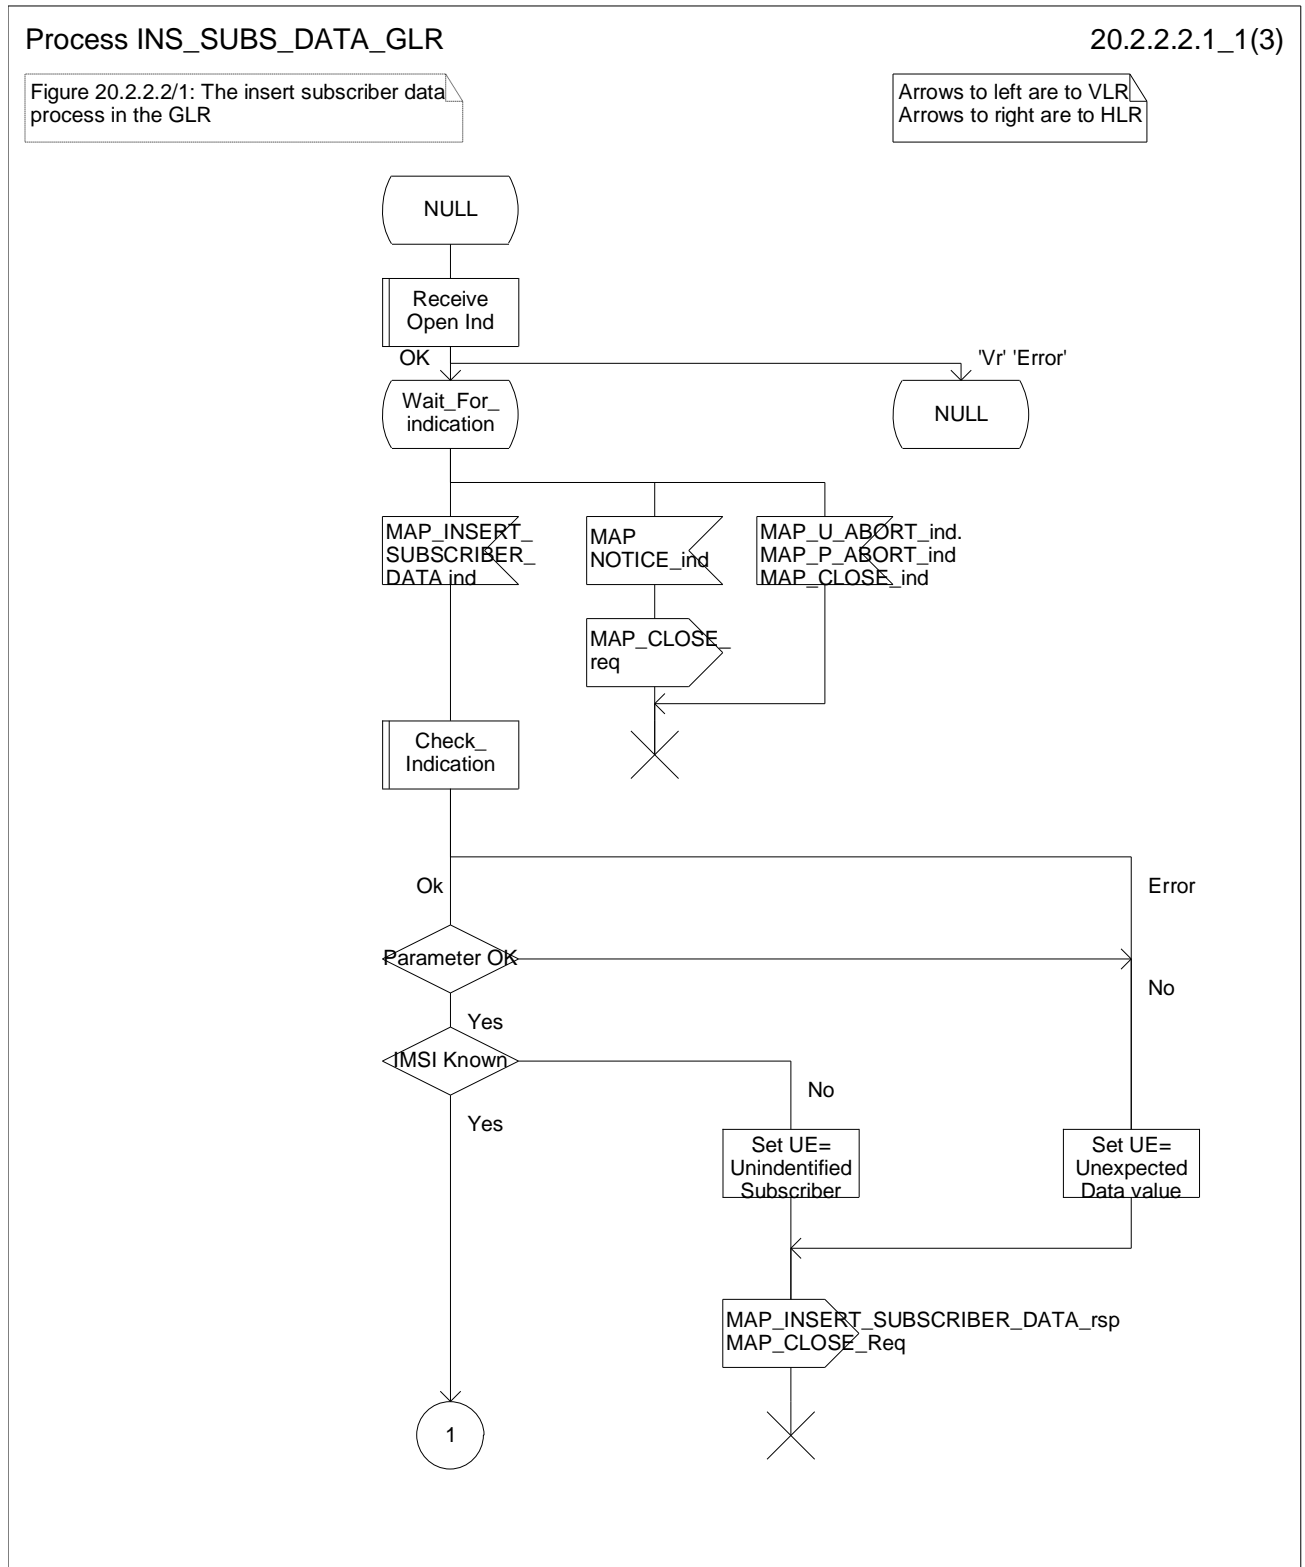 Process INS_SUBS_DATA_GLR
20.2.2.2.1_1(3)
Figure 20.2.2.2/1: The insert subscriber data
process in the GLR
Arrows to left are to VLR
Arrows to right are to HLR
NULL
Receive
Open Ind
OK
'Vr' 'Error'
Wait_For_
indication
NULL
MAP_INSERT_
SUBSCRIBER_
DATA ind
MAP
NOTICE_ind
MAP_U_ABORT_ind.
MAP_P_ABORT_ind
MAP_CLOSE_ind
MAP_CLOSE_
req
Check_
Indication
Ok
Error
Parameter OK
No
Yes
IMSI Known
No
Yes
Set UE=
Unindentified
Subscriber
Set UE=
Unexpected
Data value
MAP_INSERT_SUBSCRIBER_DATA_rsp
MAP_CLOSE_Req
1